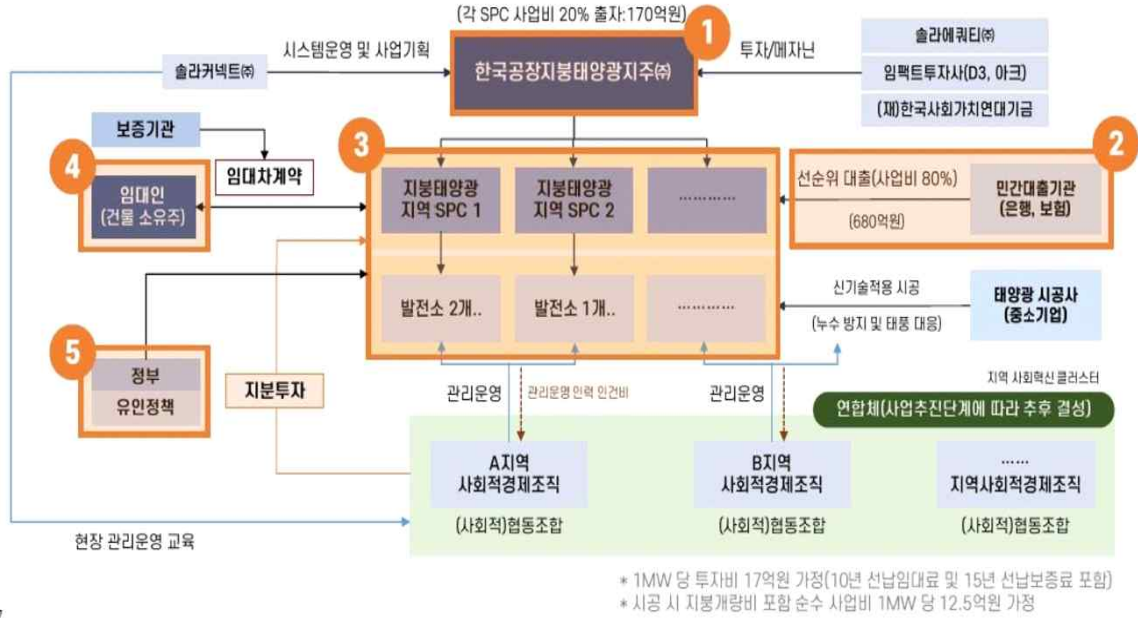 (각 SPC 사업비 20% 출자:170억원)
1
시스템운영 및 사업기획
투자/메자닌
솔라에쿼티㈜
솔라커넥트㈜
한국공장지붕태양광지주㈜
임팩트투자사(D3, 아크)
(재)한국사회가치연대기금
보증기관
3
2
4
임대차계약
임대인
(건물 소유주)
지붕태양광
지역 SPC 1
지붕태양광
지역 SPC 2
…………
선순위 대출(사업비 80%)
(680억원)
민간대출기관
(은행, 보험)
발전소 2개..
발전소 1개..
…………
신기술적용 시공
(누수 방지 및 태풍 대응)
태양광 시공사
(중소기업)
5
정부
유인정책
지분투자
관리운영
관리운영 인력 인건비
관리운영
지역 사회혁신 클러스터
연합체(사업추진단계에 따라 추후 결성)
A지역
사회적경제조직
B지역
사회적경제조직
……
지역사회적경제조직
(사회적)협동조합
(사회적)협동조합
(사회적)협동조합
현장 관리운영 교육
* 1MW 당 투자비 17억원 가정(10년 선납임대료 및 15년 선납보증료 포함)
* 시공 시 지붕개량비 포함 순수 사업비 1MW 당 12.5억원 가정